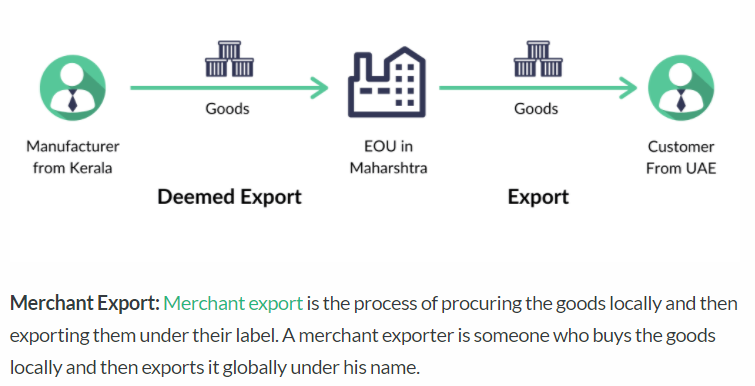 Goods
Goods
Manufacturer
from Kerala
EOU in
Maharshtra
Customer
From UAE
Deemed Export
Export
Merchant Export: Merchant export is the process of procuring the goods locally and then
exporting them under their label. A merchant exporter is someone who buys the goods
locally and then exports it globally under his name.